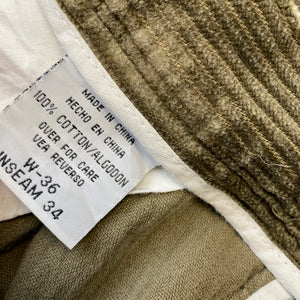 MADE IN CHINA
HECHO EN CHINA
100% COTTON/ALGODON
OVER FOR CARE
VEA REVERSO
W-36
INSEAM 34